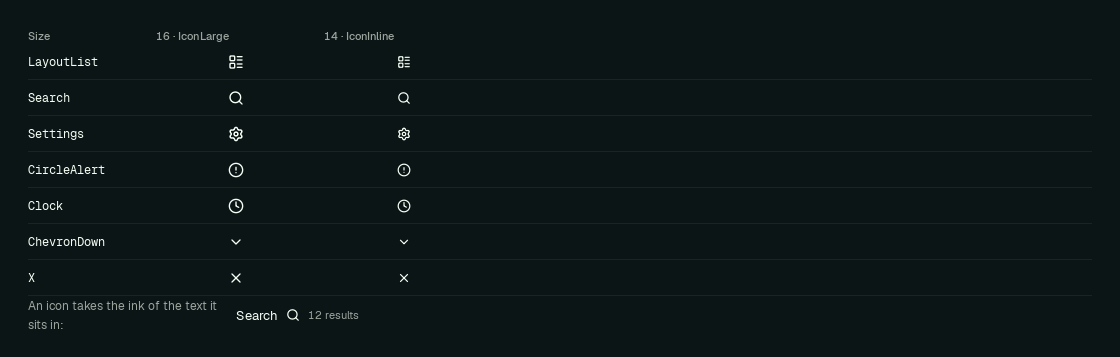 Size 16 · IconLarge 14 · IconInline
LayoutList
Search
Settings
CircleAlert
Clock
ChevronDown
X
An icon takes the ink of the text it
sits in:
Search 12 results